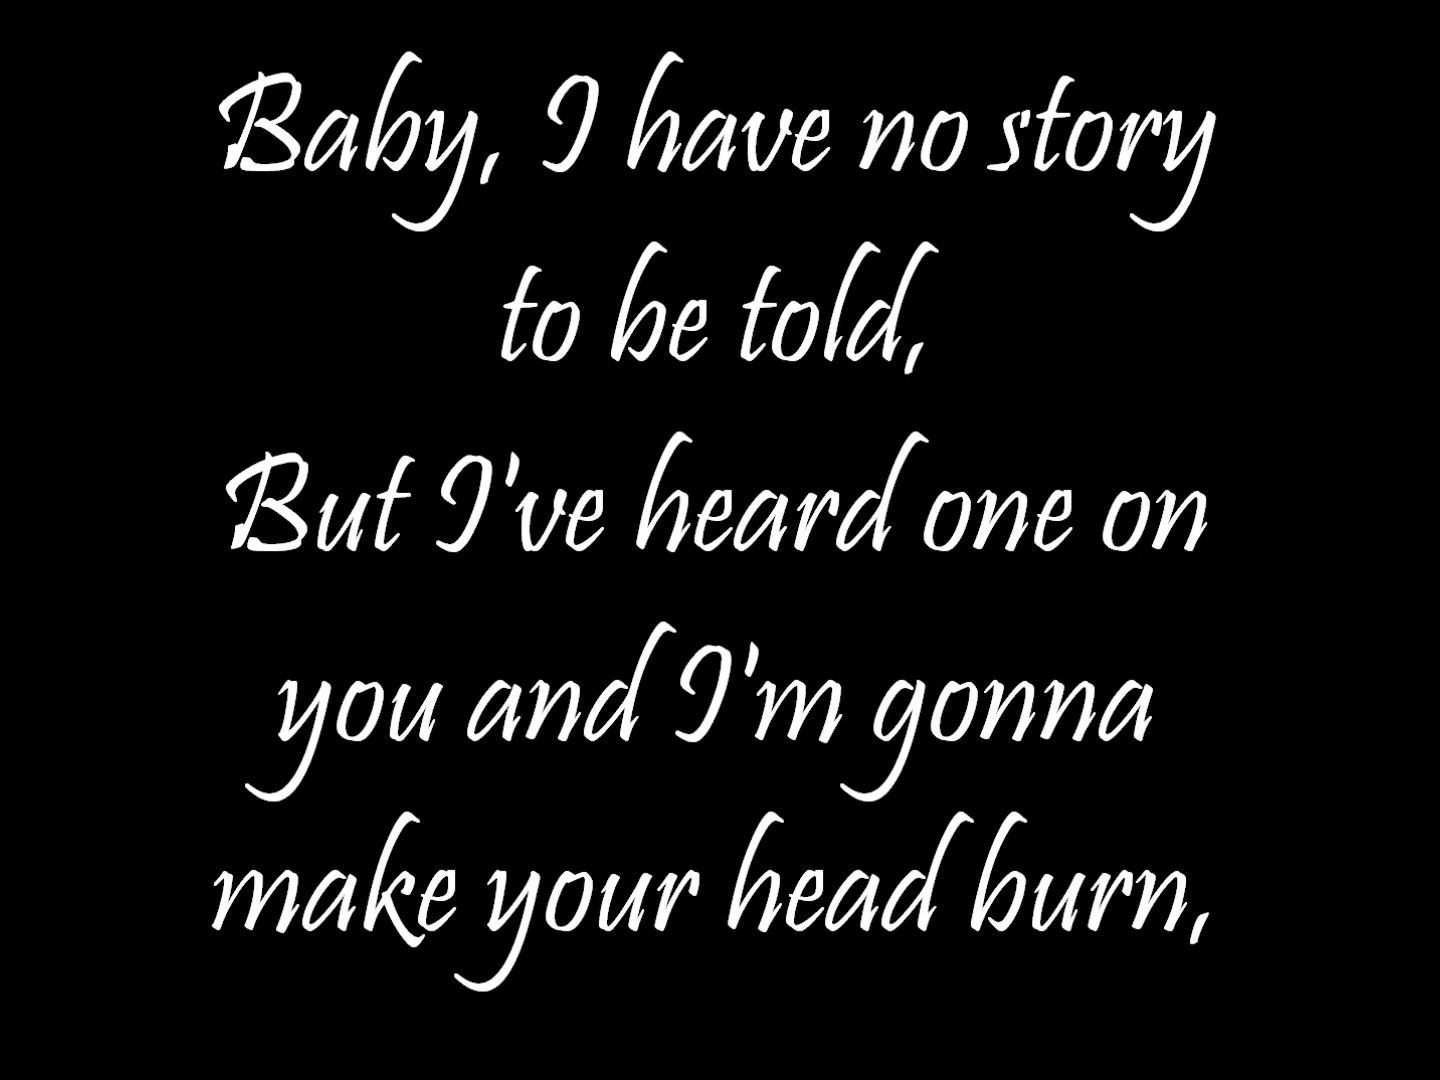 Baby, I have no story
to be told,
But I've heard one on
you and I'm gonna
make your head burn,